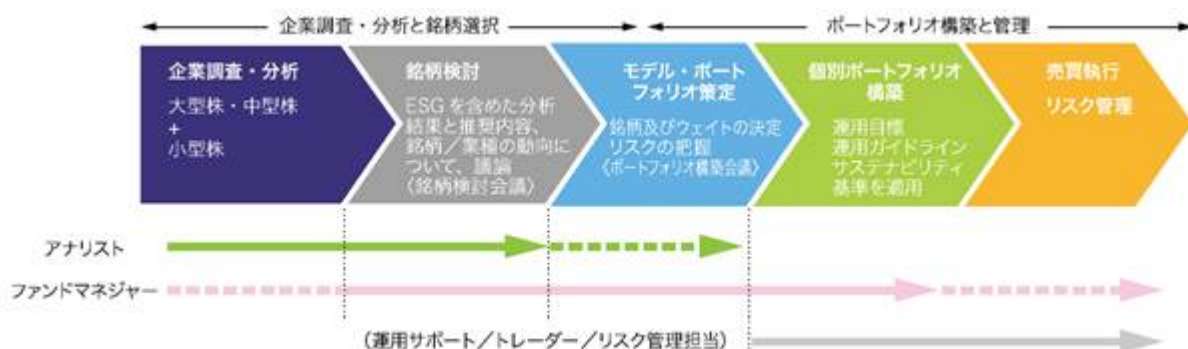 企業調査・分析と銘柄選択
ポートフォリオ構築と管理
企業調査・分析
大型株・中型株
+
小型株
銘柄検討
ESGを含めた分析
結果と推奨内容、
銘柄／業種の動向に
ついて、議論
〈銘柄検討会議〉
モデル・ポート
フォリオ策定
銘柄及びウェイトの決定
リスクの把握
〈ポートフォリオ構築会議〉
個別ポートフォリオ
構築
運用目標
運用ガイドライン
サステナビリティ
基準を適用
売買執行
リスク管理
アナリスト
ファンドマネジャー
（運用サポート／トレーダー／リスク管理担当）